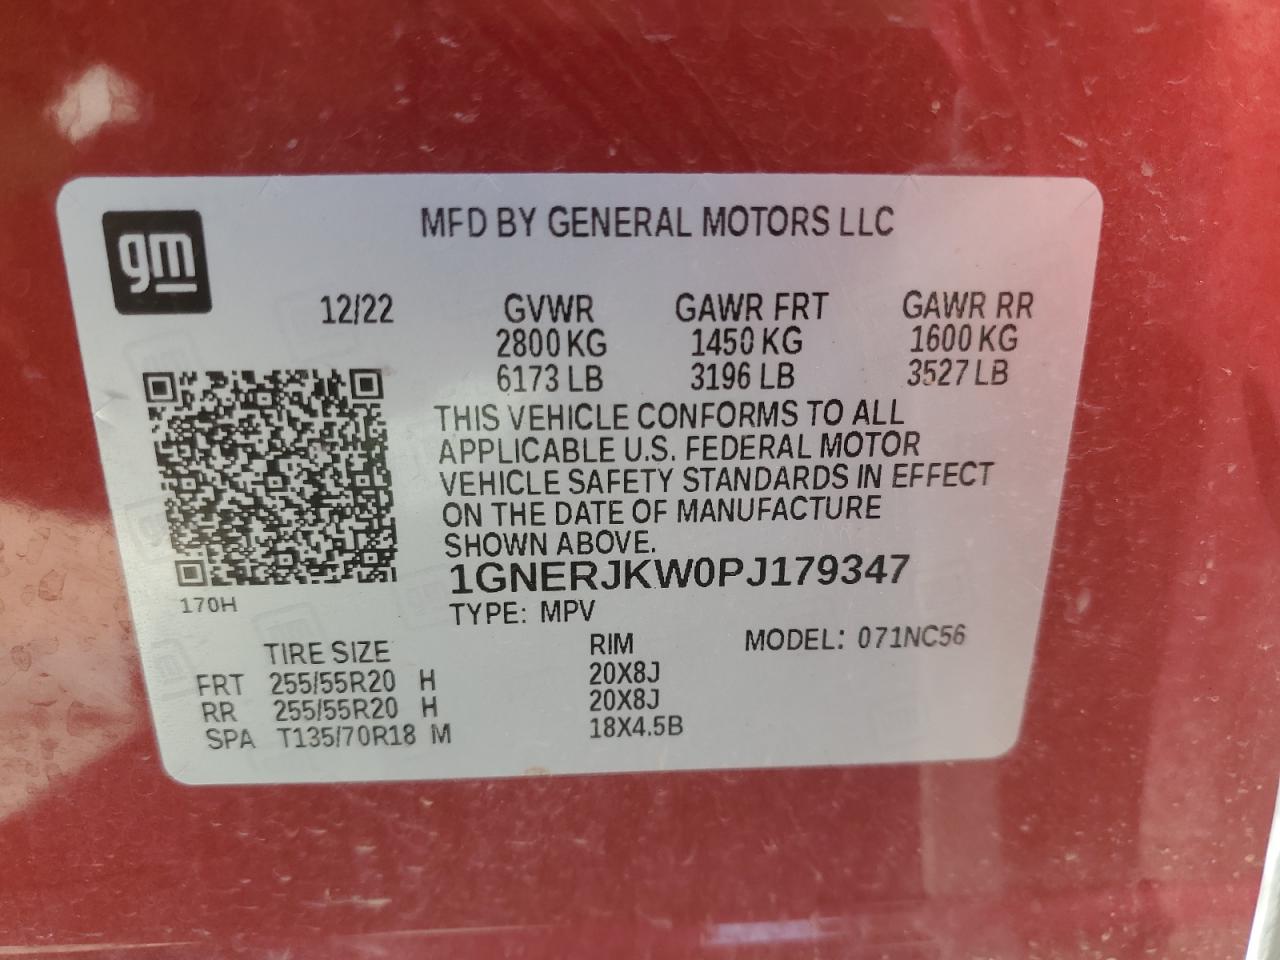 gm
MFD BY GENERAL MOTORS LLC
12/22 GVWR GAWR FRT GAWR RR
2800 KG 1450 KG 1600 KG
6173 LB 3196 LB 3527 LB
THIS VEHICLE CONFORMS TO ALL
APPLICABLE U.S. FEDERAL MOTOR
VEHICLE SAFETY STANDARDS IN EFFECT
ON THE DATE OF MANUFACTURE
SHOWN ABOVE.
1GNERJKW0PJ179347
170H
TYPE: MPV
TIRE SIZE RIM MODEL: 071NC56
FRT 255/55R20 H 20X8J
RR 255/55R20 H 20X8J
SPA T135/70R18 M 18X4.5B